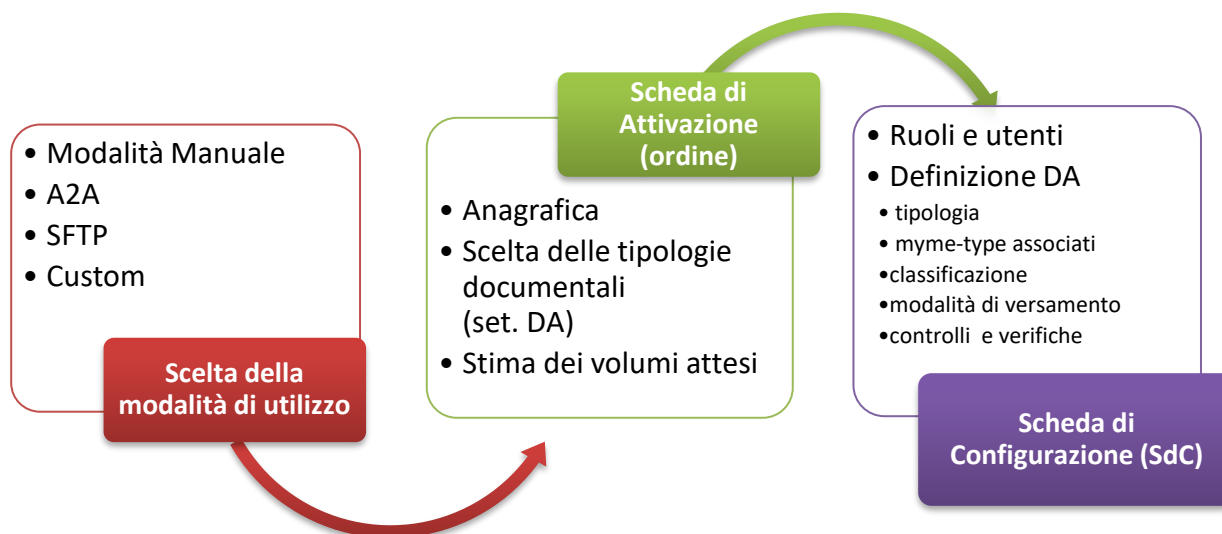 • Modalità Manuale
• A2A
• SFTP
• Custom
Scelta della
modalità di utilizzo
Scheda di
Attivazione
(ordine)
• Anagrafica
• Scelta delle tipologie
documentali
(set. DA)
• Stima dei volumi attesi
• Ruoli e utenti
• Definizione DA
• tipologia
• myme-type associati
•classificazione
•modalità di versamento
•controlli e verifiche
Scheda di
Configurazione (SdC)